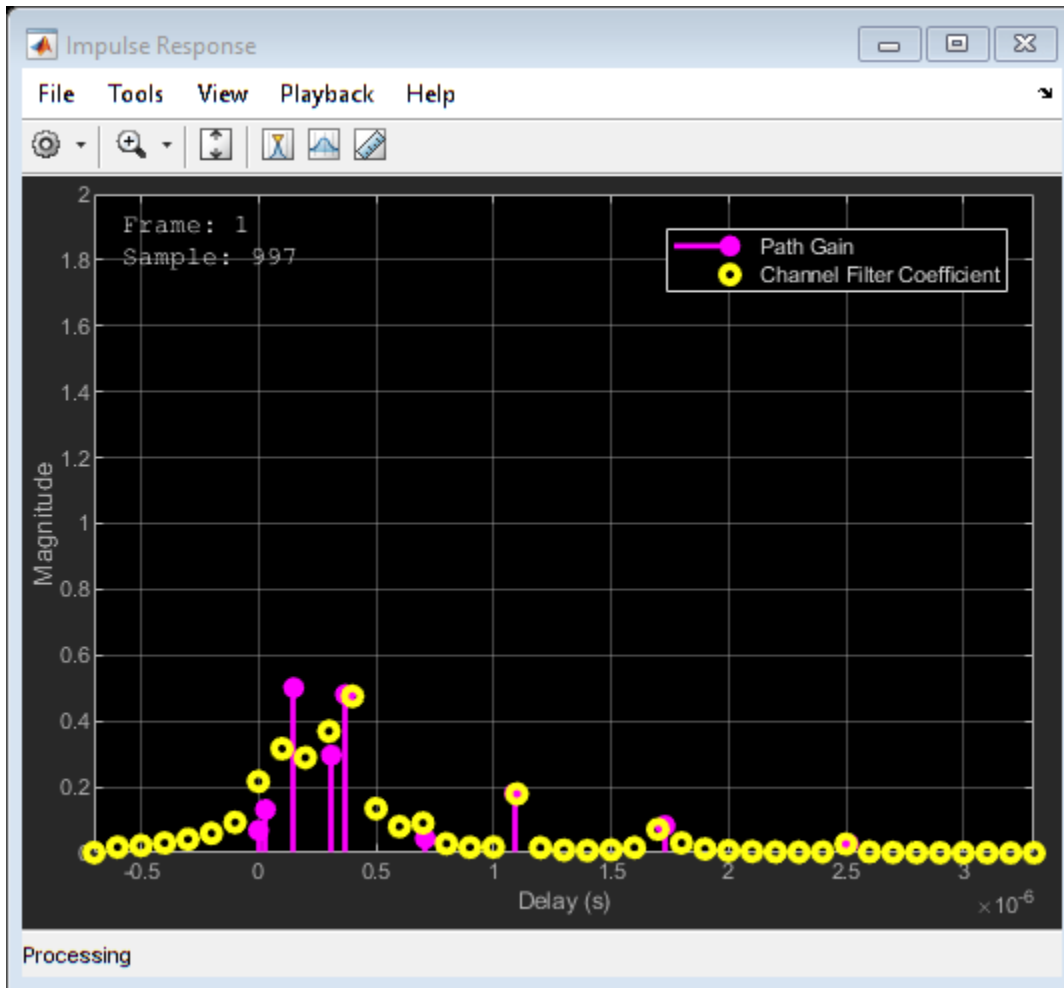 Impulse Response
File Tools View Playback Help
Frame: 1
Sample: 997
Path Gain
Channel Filter Coefficient
2
1.8
1.6
1.4
1.2
1
0.8
0.6
0.4
0.2
0
Magnitude
-0.5 0 0.5 1 1.5 2 2.5 3
Delay (s)
×10-6
Processing